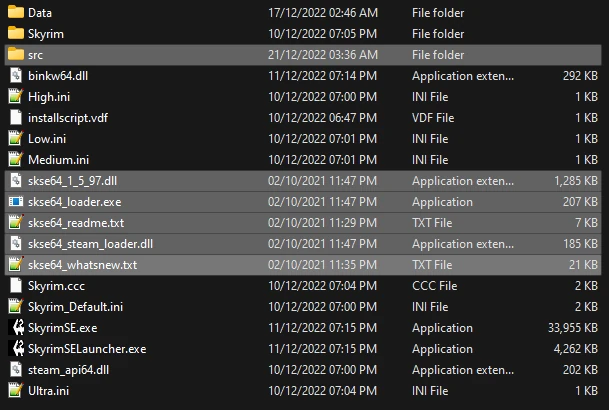 Data 17/12/2022 02:46 AM File folder
Skyrim 10/12/2022 07:05 PM File folder
src 21/12/2022 03:36 AM File folder
binkw64.dll 11/12/2022 07:14 PM Application exten... 292 KB
High.ini 10/12/2022 07:00 PM INI File 1 KB
installscript.vdf 10/12/2022 06:47 PM VDF File 1 KB
Low.ini 10/12/2022 07:01 PM INI File 1 KB
Medium.ini 10/12/2022 07:01 PM INI File 1 KB
skse64_1_5_97.dll 02/10/2021 11:47 PM Application exten... 1,285 KB
skse64_loader.exe 02/10/2021 11:47 PM Application 207 KB
skse64_readme.txt 02/10/2021 11:29 PM TXT File 7 KB
skse64_steam_loader.dll 02/10/2021 11:47 PM Application exten... 185 KB
skse64_whatsnew.txt 02/10/2021 11:35 PM TXT File 21 KB
Skyrim.ccc 10/12/2022 07:04 PM CCC File 2 KB
Skyrim_Default.ini 10/12/2022 07:00 PM INI File 2 KB
SkyrimSE.exe 11/12/2022 07:15 PM Application 33,955 KB
SkyrimSELauncher.exe 11/12/2022 07:15 PM Application 4,262 KB
steam_api64.dll 10/12/2022 07:00 PM Application exten... 202 KB
Ultra.ini 10/12/2022 07:04 PM INI File 1 KB